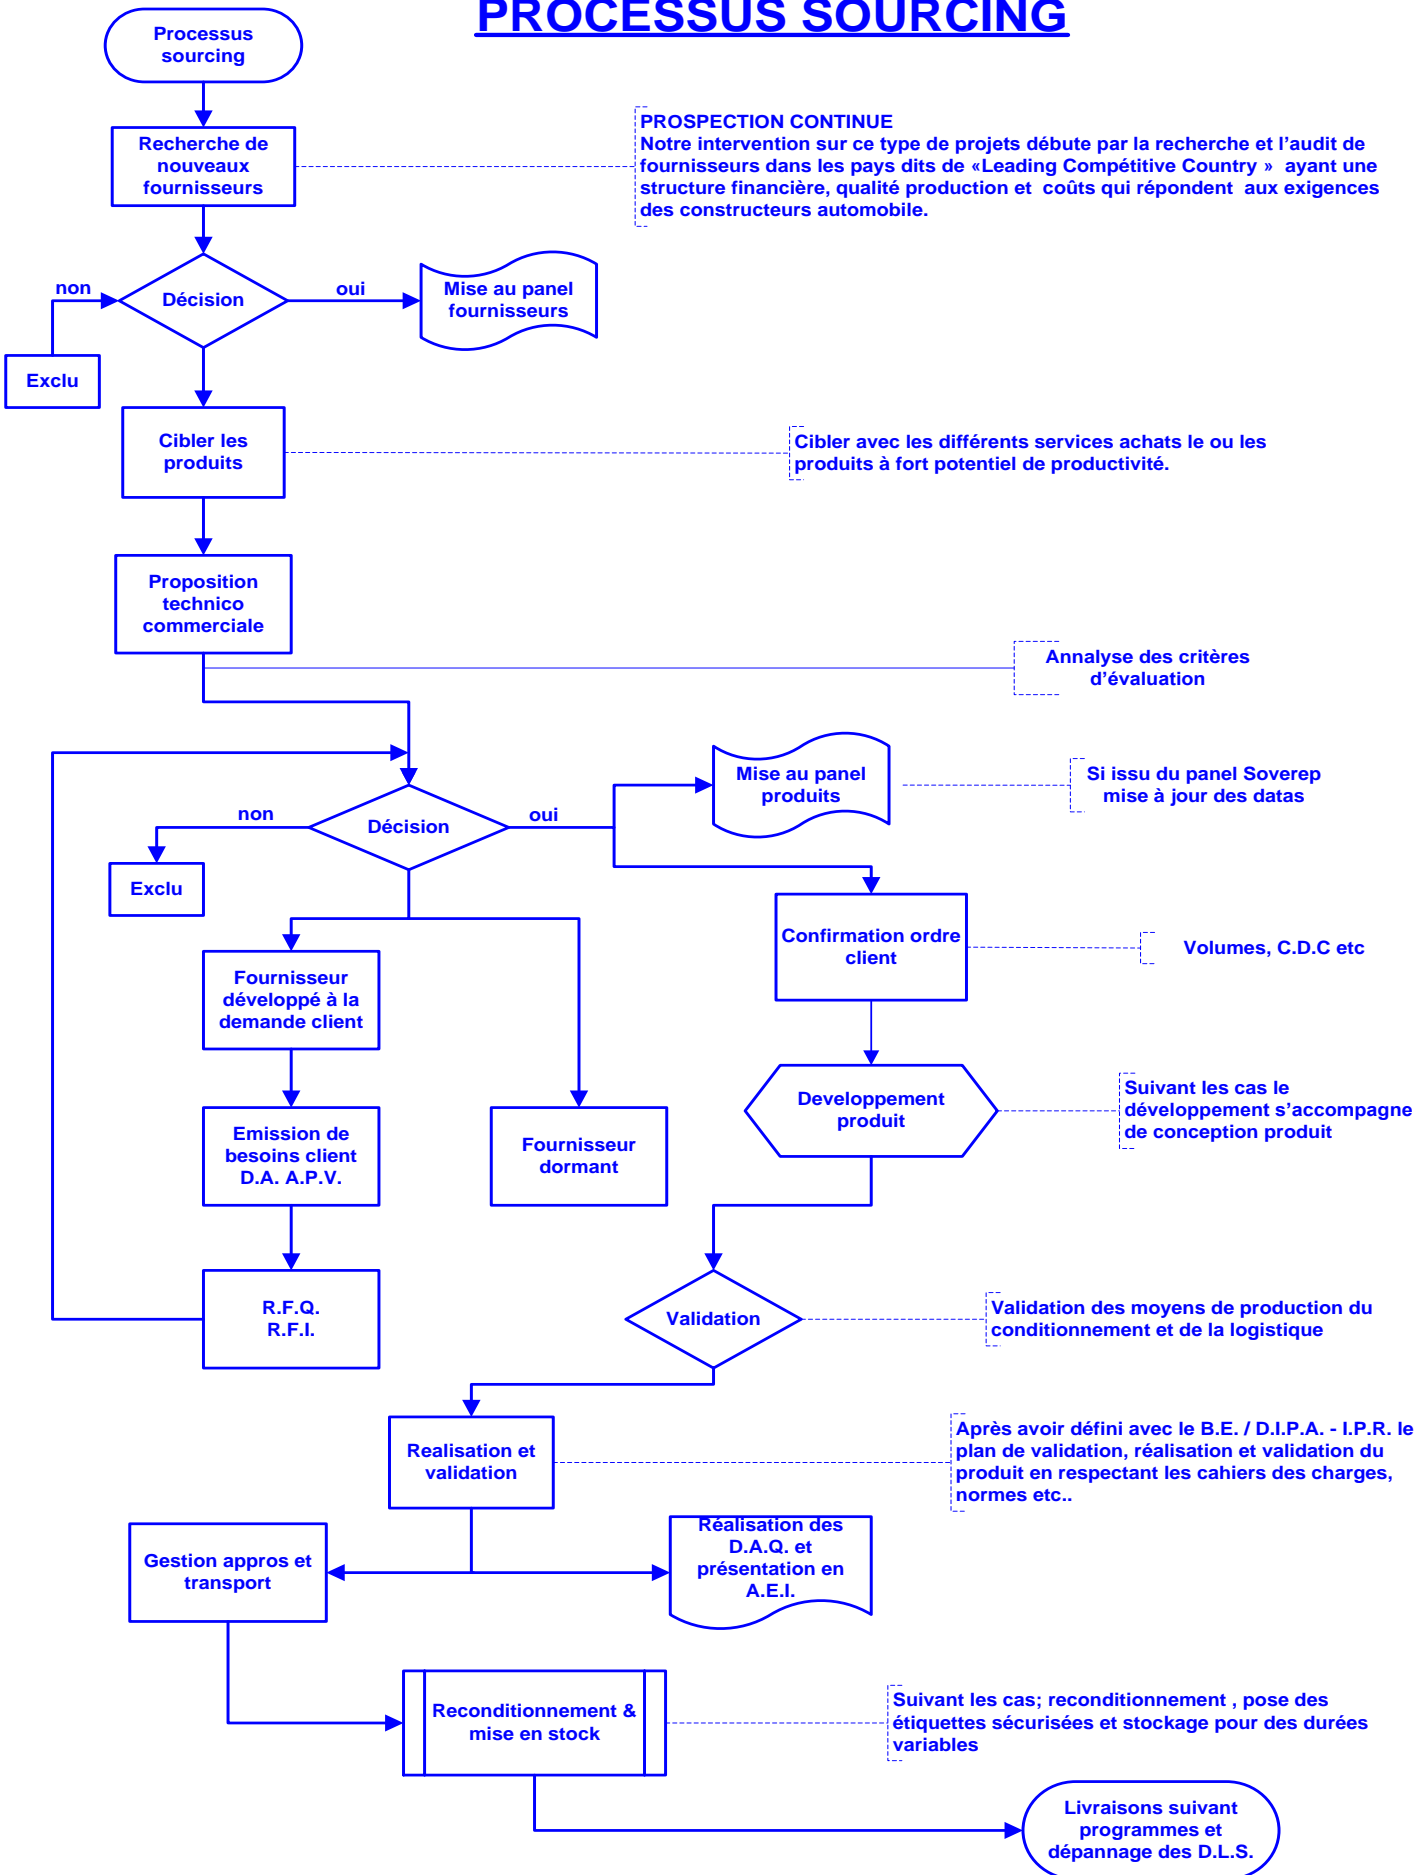 PROCESSUS SOURCING
Processus
sourcing
PROSPECTION CONTINUE
Notre intervention sur ce type de projets débute par la recherche et l’audit de
fournisseurs dans les pays dits de «Leading Compétitive Country »  ayant une
structure financière, qualité production et  coûts qui répondent  aux exigences
des constructeurs automobile.
Recherche de
nouveaux
fournisseurs
non
Décision
oui
Mise au panel
fournisseurs
Exclu
Cibler les
produits
Cibler avec les différents services achats le ou les
produits à fort potentiel de productivité.
Proposition
technico
commerciale
Annalyse des critères
d’évaluation
Mise au panel
produits
Si issu du panel Soverep
mise à jour des datas
non
Décision
oui
Exclu
Confirmation ordre
client
Volumes, C.D.C etc
Fournisseur
développé à la
demande client
Developpement
produit
Suivant les cas le
développement s’accompagne
de conception produit
Emission de
besoins client
D.A. A.P.V.
Fournisseur
dormant
R.F.Q.
R.F.I.
Validation
Validation des moyens de production du
conditionnement et de la logistique
Realisation et
validation
Après avoir défini avec le B.E. / D.I.P.A. - I.P.R. le
plan de validation, réalisation et validation du
produit en respectant les cahiers des charges,
normes etc..
Gestion appros et
transport
Réalisation des
D.A.Q. et
présentation en
A.E.I.
Reconditionnement &
mise en stock
Suivant les cas; reconditionnement , pose des
étiquettes sécurisées et stockage pour des durées
variables
Livraisons suivant
programmes et
dépannage des D.L.S.